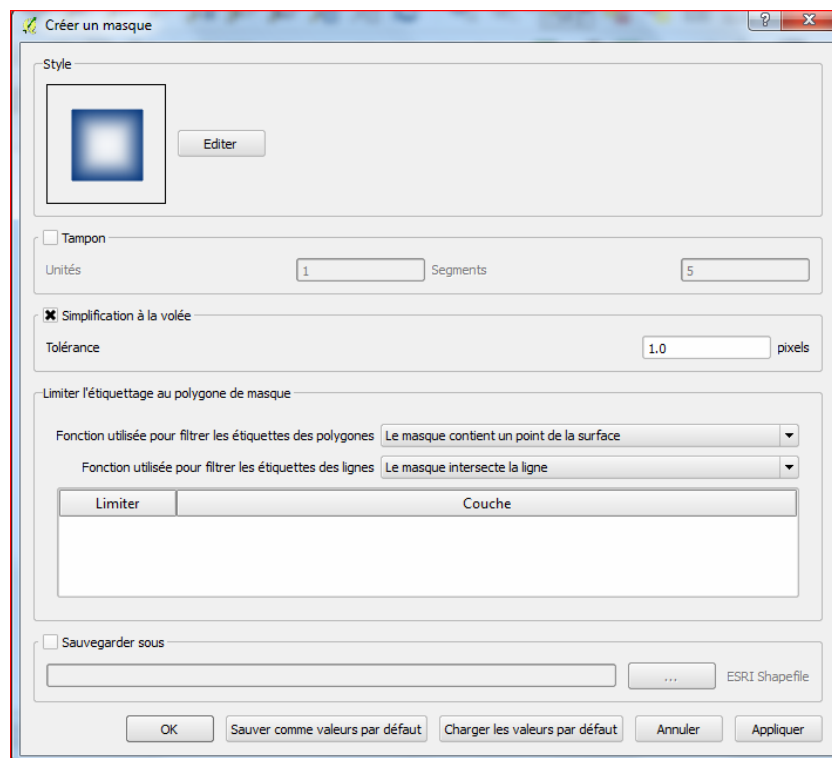 Créer un masque
?
Style
Editer
Tampon
Unités 1 Segments 5
Simplification à la volée
Tolérance 1.0 pixels
Limiter l'étiquettage au polygone de masque
Fonction utilisée pour filtrer les étiquettes des polygones Le masque contient un point de la surface
Fonction utilisée pour filtrer les étiquettes des lignes Le masque intersecte la ligne
Limiter Couche
Sauvegarder sous
... ESRI Shapefile
OK Sauver comme valeurs par défaut Charger les valeurs par défaut Annuler Appliquer